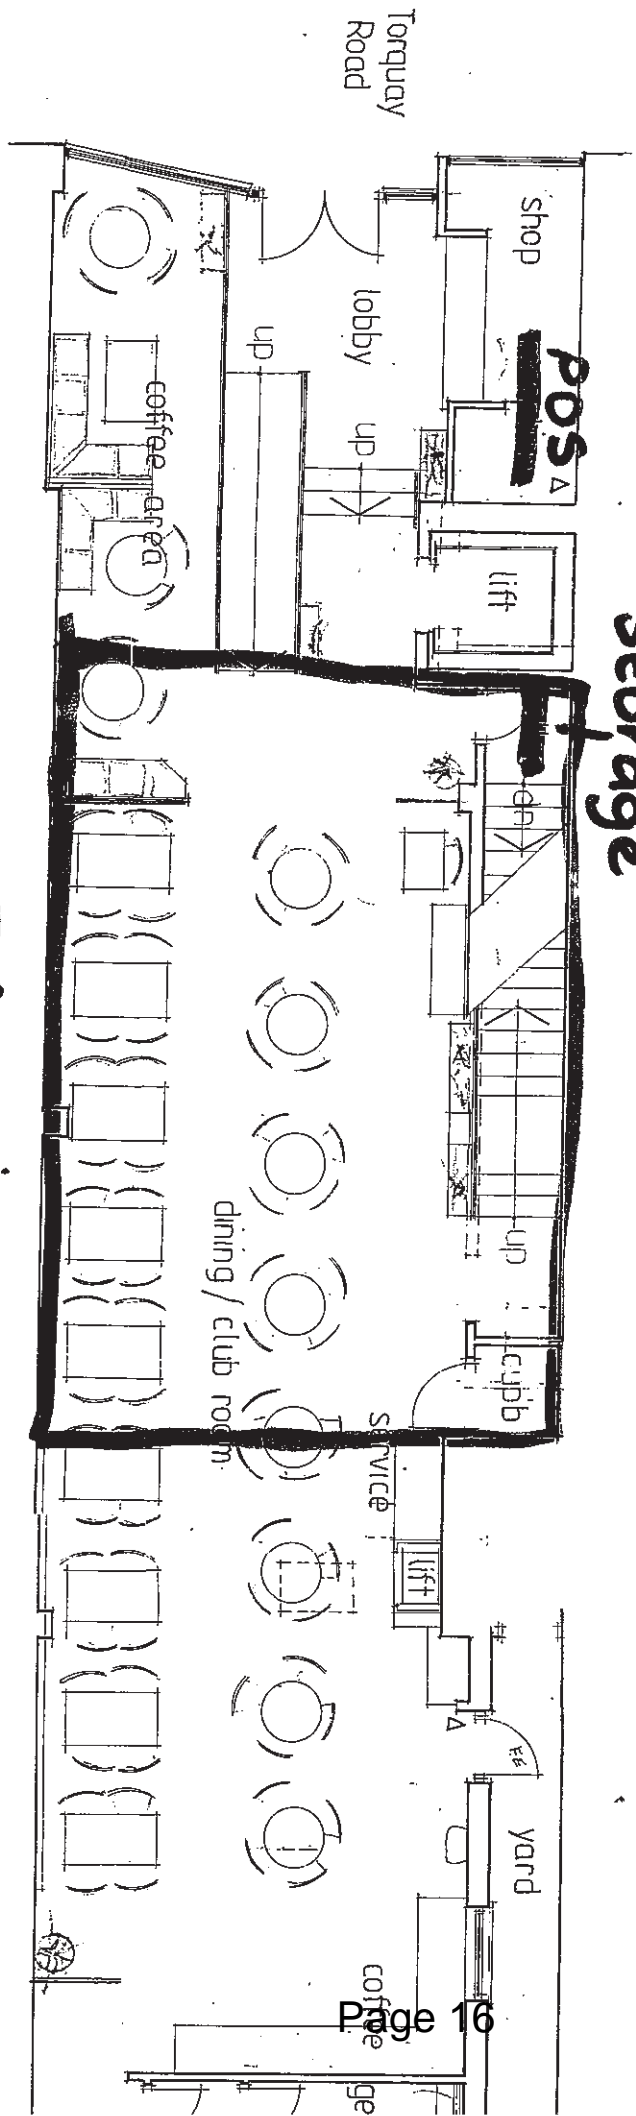 Torquay
Road
shop
pos
lobby
up
up
coffee area
lift
storage
dn
up
cupb
dining / club room
service
lift
yard
coffee
Page 16